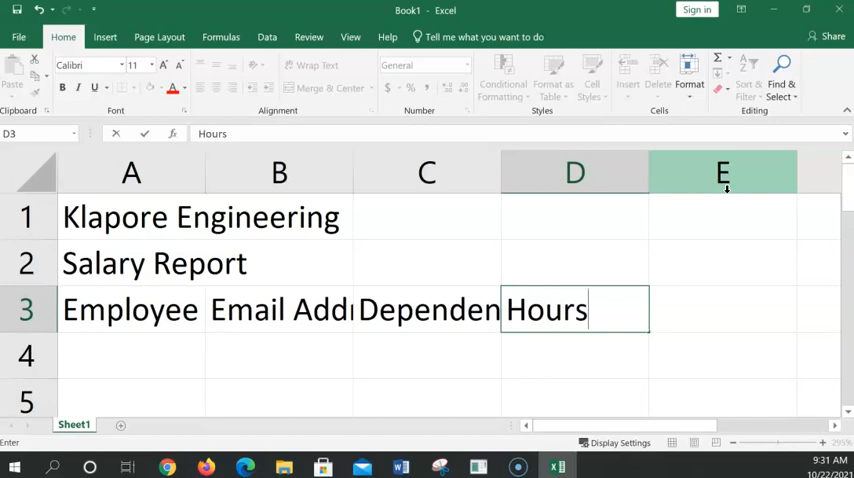 Book1 - Excel
Sign in
File Home Insert Page Layout Formulas Data Review View Help Tell me what you want to do Share
Paste
Calibri 11
B I U A
Wrap Text
Merge & Center
General
$ % ,
Conditional Formatting
Format as Table
Cell Styles
Insert Delete Format
Sort & Filter
Find & Select
Clipboard Font Alignment Number Styles Cells Editing
D3 fx Hours
A B C D E
1 Klapore Engineering
2 Salary Report
3 Employee Email Addr Dependen Hours
4
5
Sheet1
Enter Display Settings 295%
9:31 AM
10/22/2021